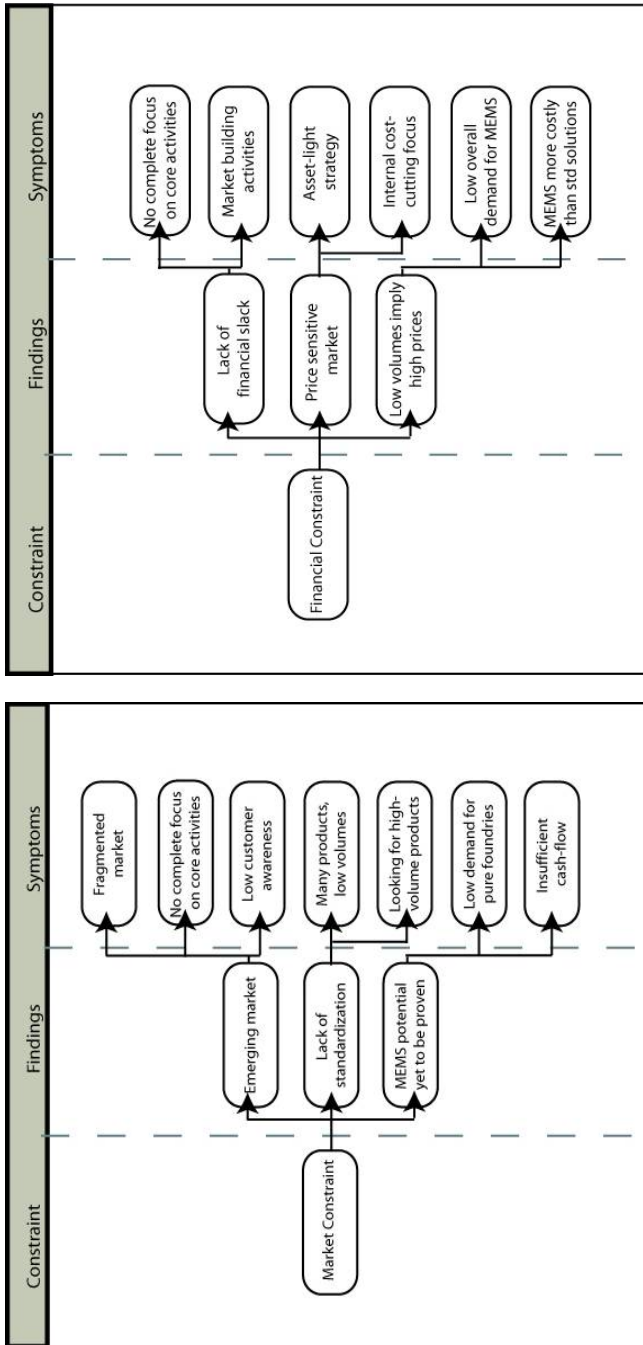 Constraint
Findings
Symptoms
Market Constraint
Emerging market
Lack of
standardization
MEMS potential
yet to be proven
Fragmented
market
No complete focus
on core activities
Low customer
awareness
Many products,
low volumes
Looking for high-
volume products
Low demand for
pure foundries
Insufficient
cash-flow
Constraint
Findings
Symptoms
Financial Constraint
Lack of
financial slack
Price sensitive
market
Low volumes imply
high prices
No complete focus
on core activities
Market building
activities
Asset-light
strategy
Internal cost-
cutting focus
Low overall
demand for MEMS
MEMS more costly
than std solutions